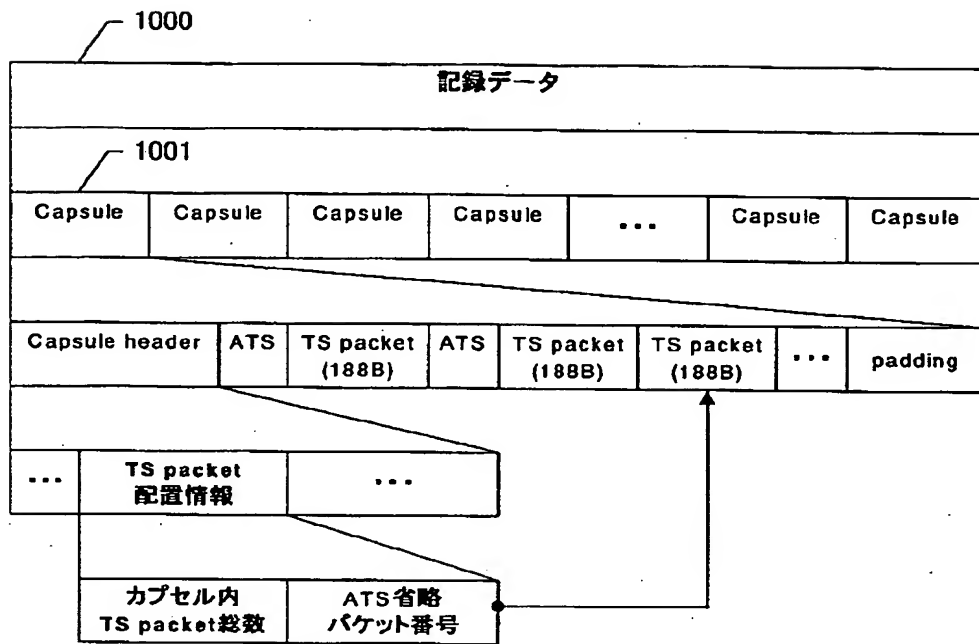 1000
記録データ
1001
Capsule Capsule Capsule Capsule ... Capsule Capsule
Capsule header ATS TS packet (188B) ATS TS packet (188B) TS packet (188B) ... padding
... TS packet 配置情報 ...
カプセル内 TS packet総数 ATS省略 パケット番号